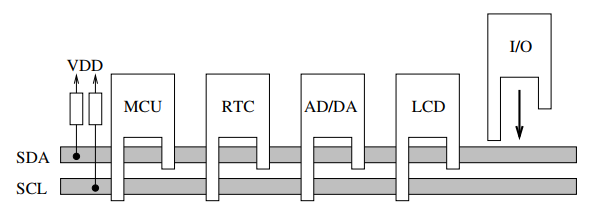 I/O
VDD
MCU
RTC
AD/DA
LCD
SDA
SCL